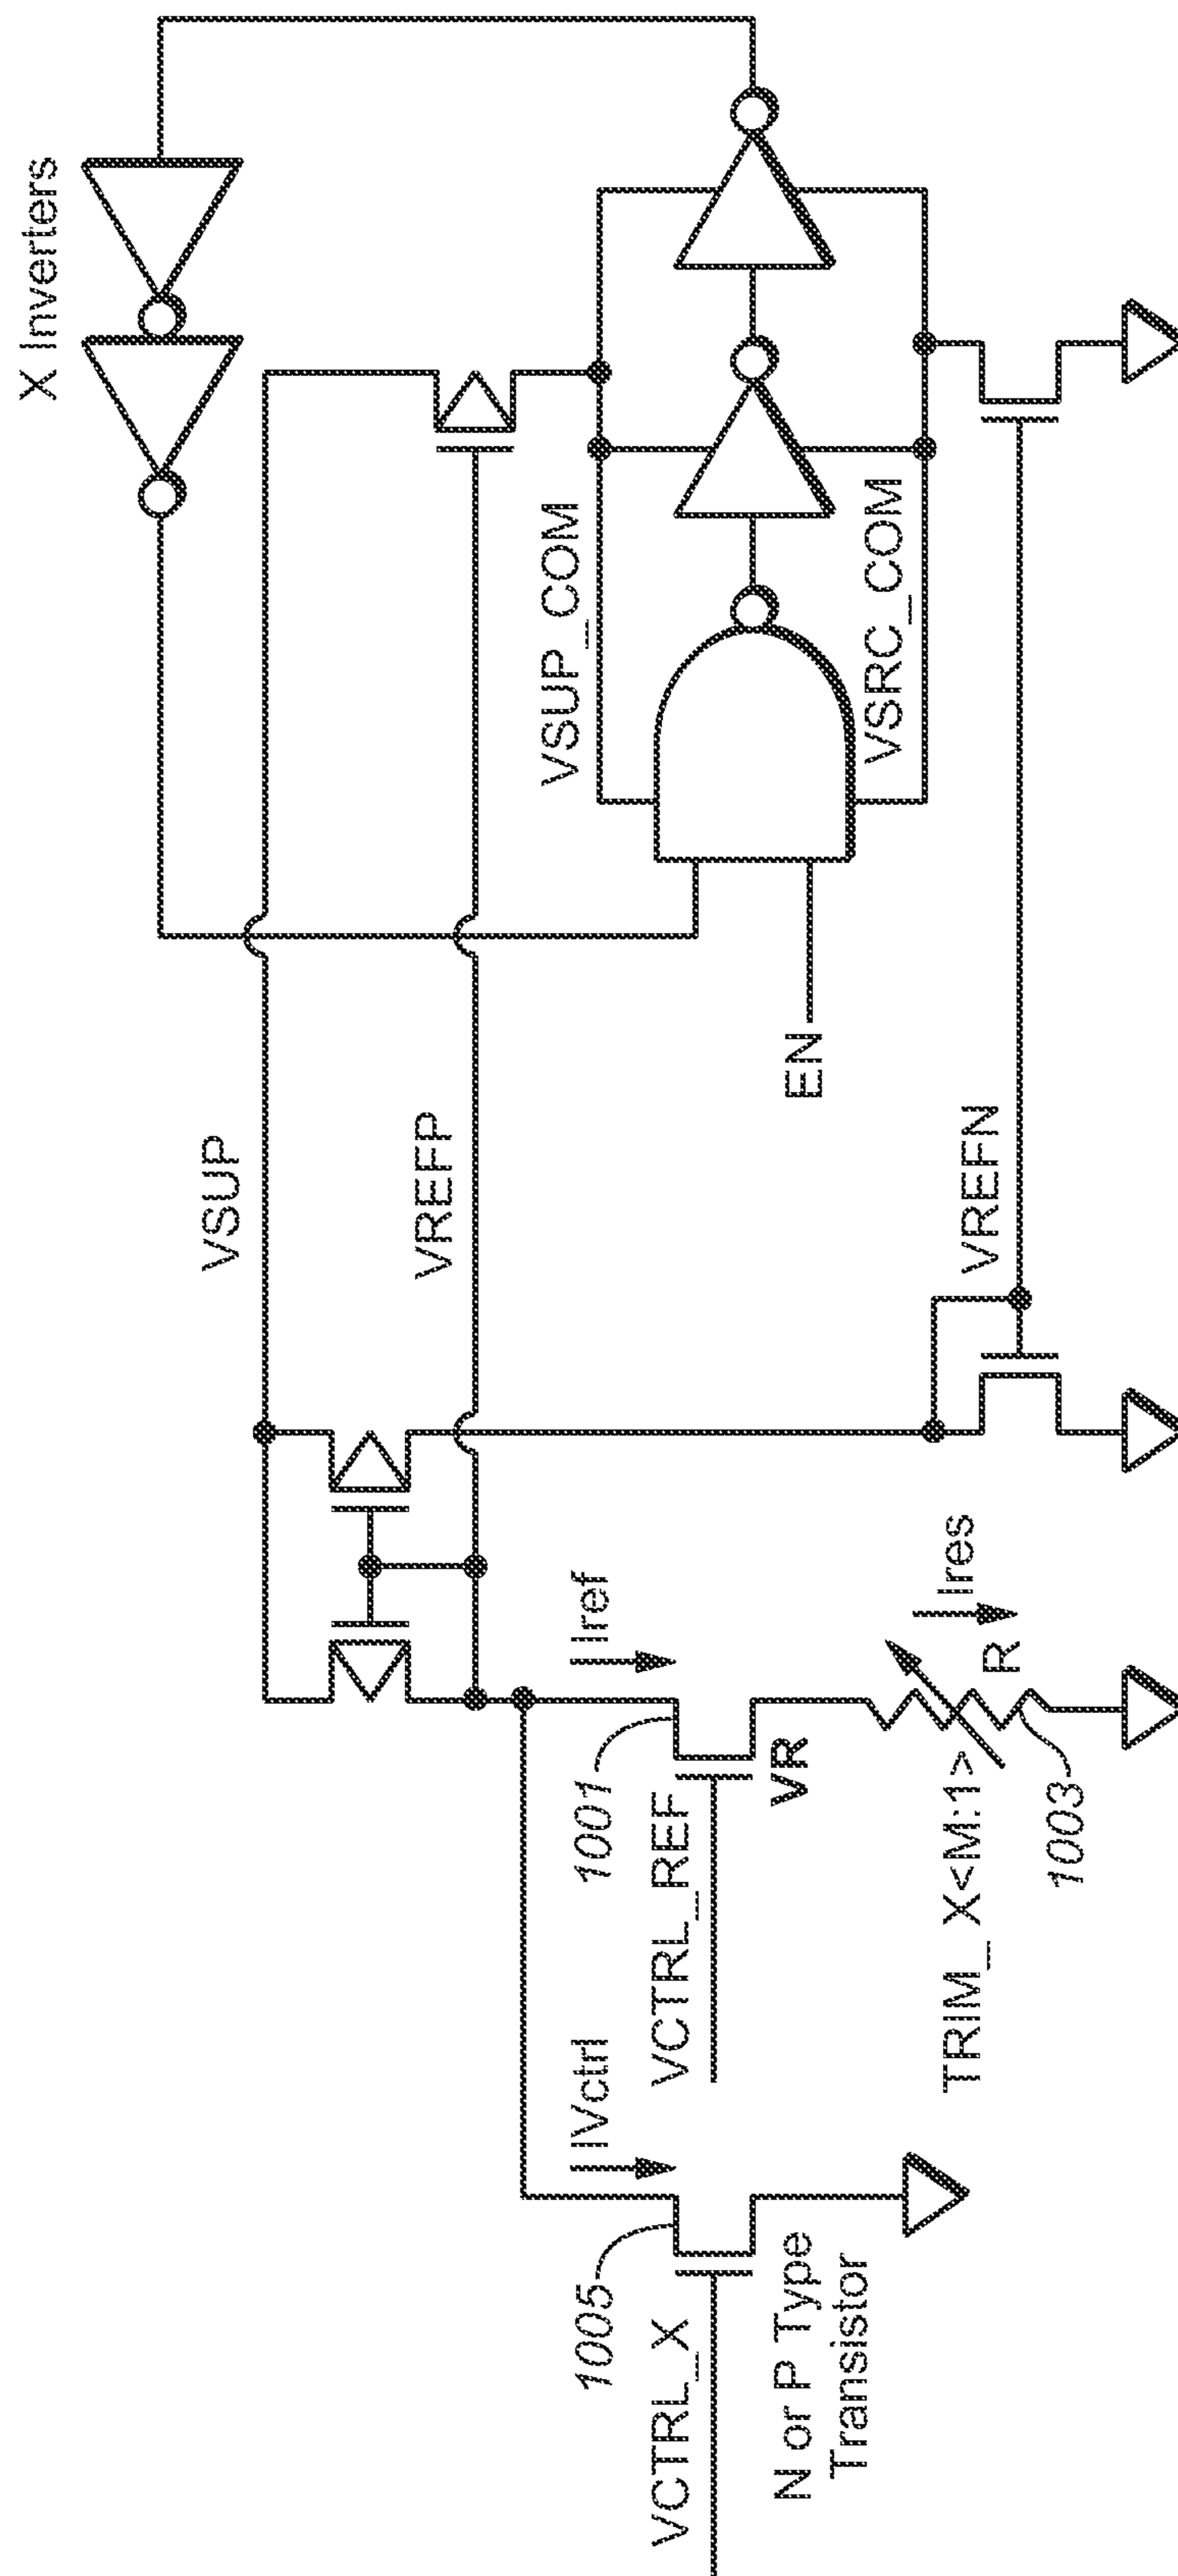 X Inverters
VSUP
VREFP
VSUP_COM
VSRC_COM
EN
VREFN
IVctrl
Iref
1005
1001
VCTRL_X
VCTRL_REF
VR
N or P Type
Transistor
Ires
R
TRIM_X<M:1>
1003